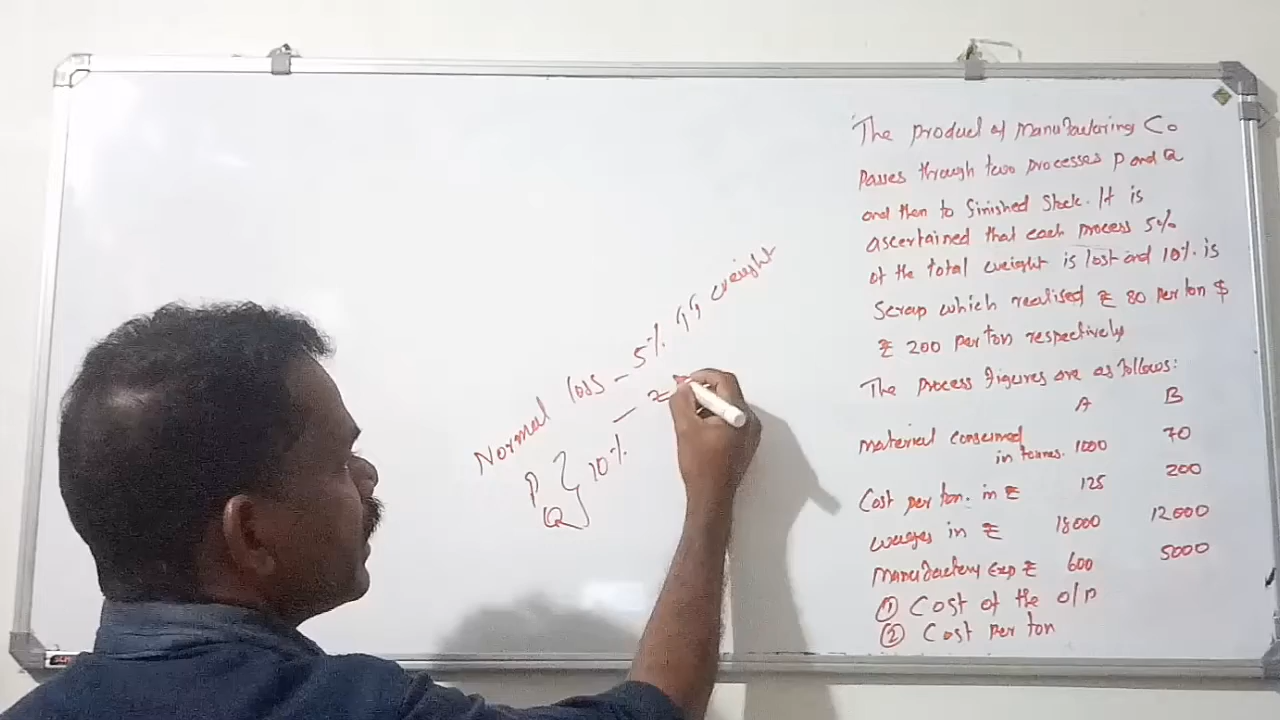 The product of Manufacturing Co
passes through two processes P and Q
and then to finished stock. It is
ascertained that each process 5%
of the total weight is lost and 10% is
Scrap which realised ₹ 80 per ton $
₹ 200 per ton respectively
The process figures are as follows:
A B
Material consumed
in tonnes. 1000 70
Cost per ton. in ₹ 125 200
wages in ₹ 18000 12000
Manufactory Exp ₹ 600 5000
① Cost of the o/p
② Cost per ton
Normal loss – 5% weight
P
Q } 10% –